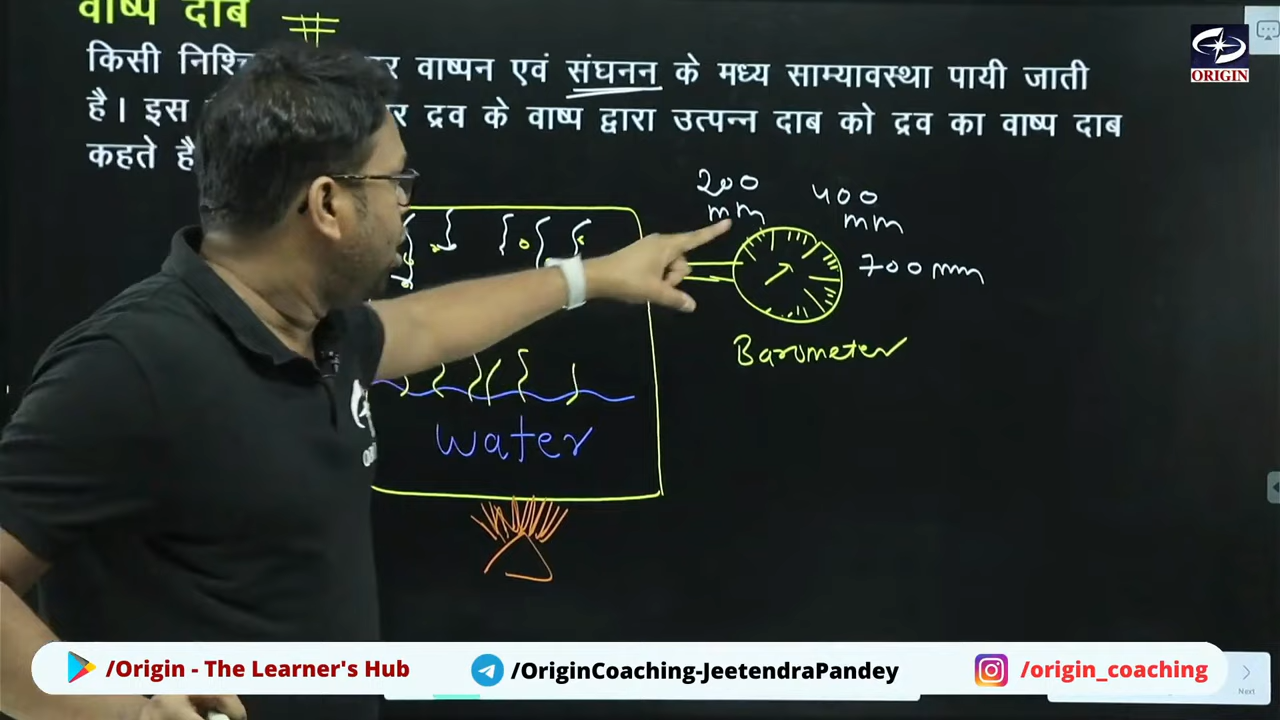 वाष्प दाब
किसी वाष्पन एवं संघनन के मध्य साम्यावस्था पायी जाती
है। इस द्रव के वाष्प द्वारा उत्पन्न दाब को द्रव का वाष्प दाब
कहते
ORIGIN
200
mm
400
mm
700 mm
Barometer
Water
/Origin - The Learner's Hub
/OriginCoaching-JeetendraPandey
/origin_coaching
Next